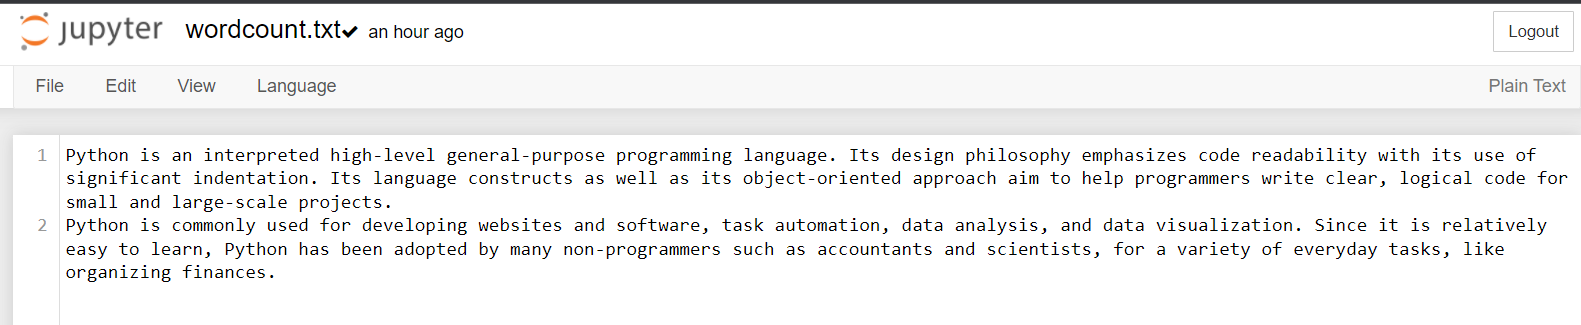 jupyter wordcount.txt✔ an hour ago Logout
File Edit View Language Plain Text
1 Python is an interpreted high-level general-purpose programming language. Its design philosophy emphasizes code readability with its use of
significant indentation. Its language constructs as well as its object-oriented approach aim to help programmers write clear, logical code for
small and large-scale projects.
2 Python is commonly used for developing websites and software, task automation, data analysis, and data visualization. Since it is relatively
easy to learn, Python has been adopted by many non-programmers such as accountants and scientists, for a variety of everyday tasks, like
organizing finances.